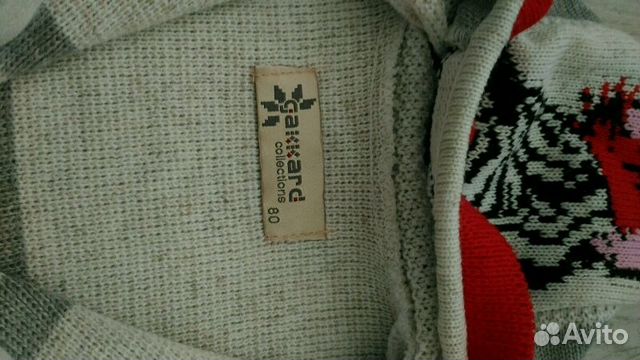 gakkard
collections
80
Avito